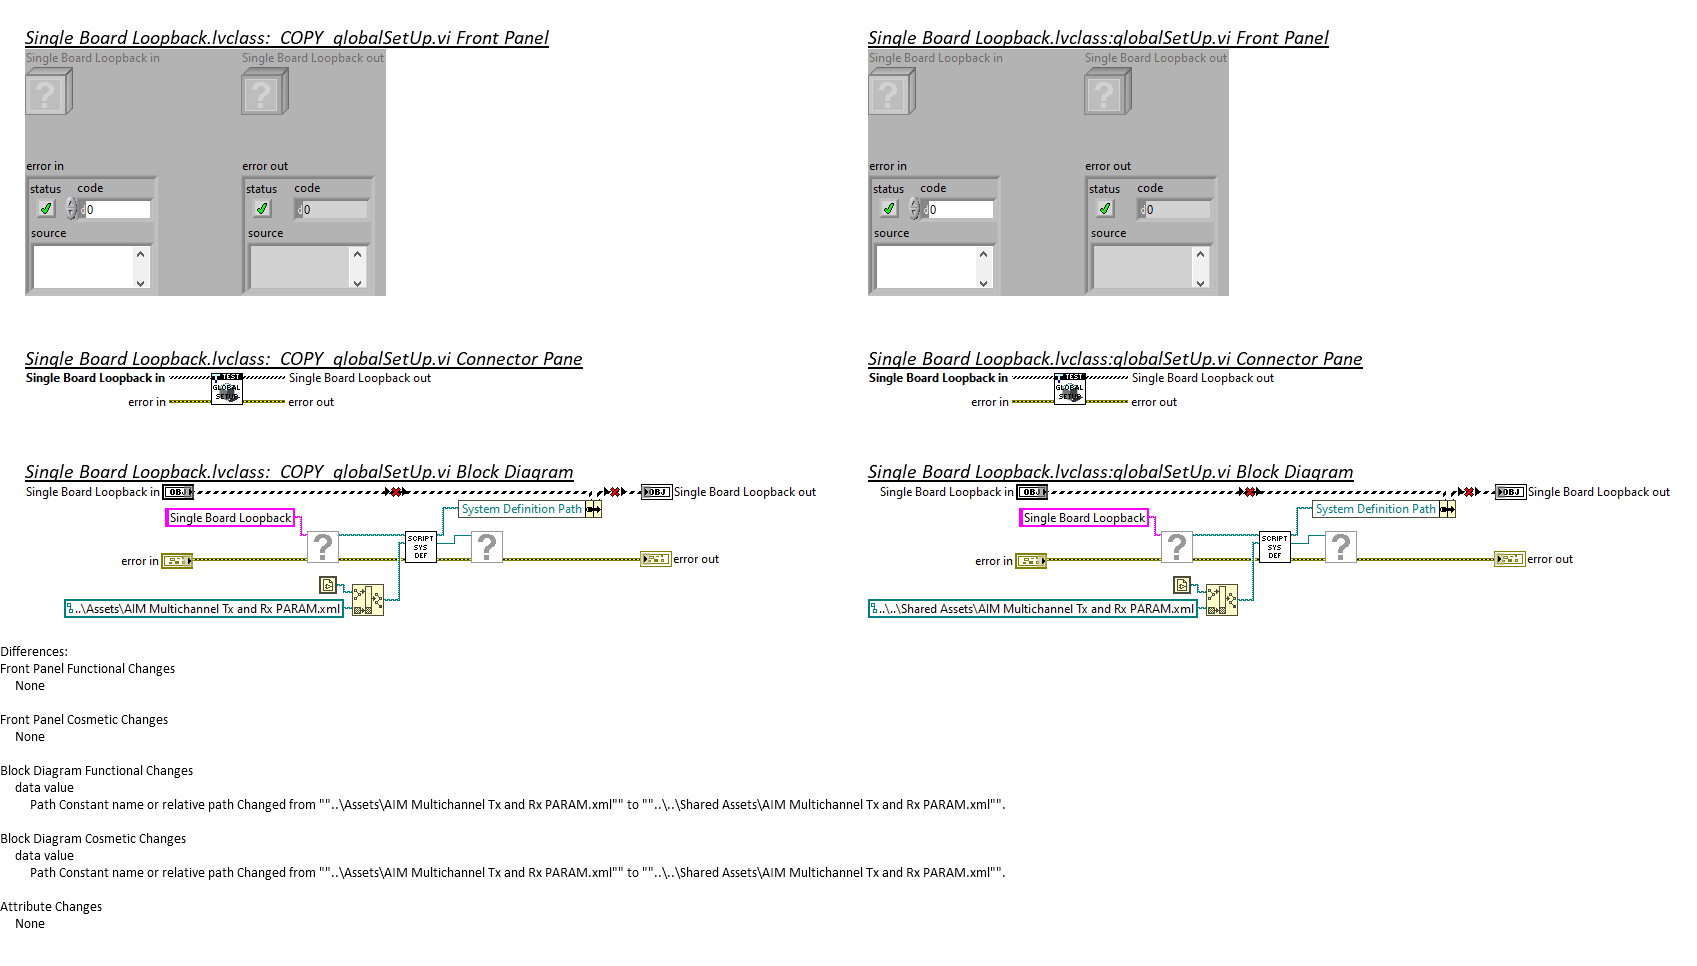 Single Board Loopback.lvclass:_COPY_globalSetUp.vi Front Panel
Single Board Loopback in
Single Board Loopback out
error in
error out
status code
0
source
status code
0
source
Single Board Loopback.lvclass:globalSetUp.vi Front Panel
Single Board Loopback in
Single Board Loopback out
error in
error out
status code
0
source
status code
0
source
Single Board Loopback.lvclass:_COPY_globalSetUp.vi Connector Pane
Single Board Loopback in
TEST
GLOBAL
SETUP
Single Board Loopback out
error in
error out
Single Board Loopback.lvclass:globalSetUp.vi Connector Pane
Single Board Loopback in
TEST
GLOBAL
SETUP
Single Board Loopback out
error in
error out
Single Board Loopback.lvclass:_COPY_globalSetUp.vi Block Diagram
Single Board Loopback in
OBJ
OBJ
Single Board Loopback out
System Definition Path
Single Board Loopback
?
SCRIPT
SYS
DEF
?
error in
error out
..\Assets\AIM Multichannel Tx and Rx PARAM.xml
Single Board Loopback.lvclass:globalSetUp.vi Block Diagram
Single Board Loopback in
OBJ
OBJ
Single Board Loopback out
System Definition Path
Single Board Loopback
?
SCRIPT
SYS
DEF
?
error in
error out
..\..\Shared Assets\AIM Multichannel Tx and Rx PARAM.xml
Differences:
Front Panel Functional Changes
None
Front Panel Cosmetic Changes
None
Block Diagram Functional Changes
data value
Path Constant name or relative path Changed from ""..\Assets\AIM Multichannel Tx and Rx PARAM.xml"" to ""..\..\Shared Assets\AIM Multichannel Tx and Rx PARAM.xml"".
Block Diagram Cosmetic Changes
data value
Path Constant name or relative path Changed from ""..\Assets\AIM Multichannel Tx and Rx PARAM.xml"" to ""..\..\Shared Assets\AIM Multichannel Tx and Rx PARAM.xml"".
Attribute Changes
None